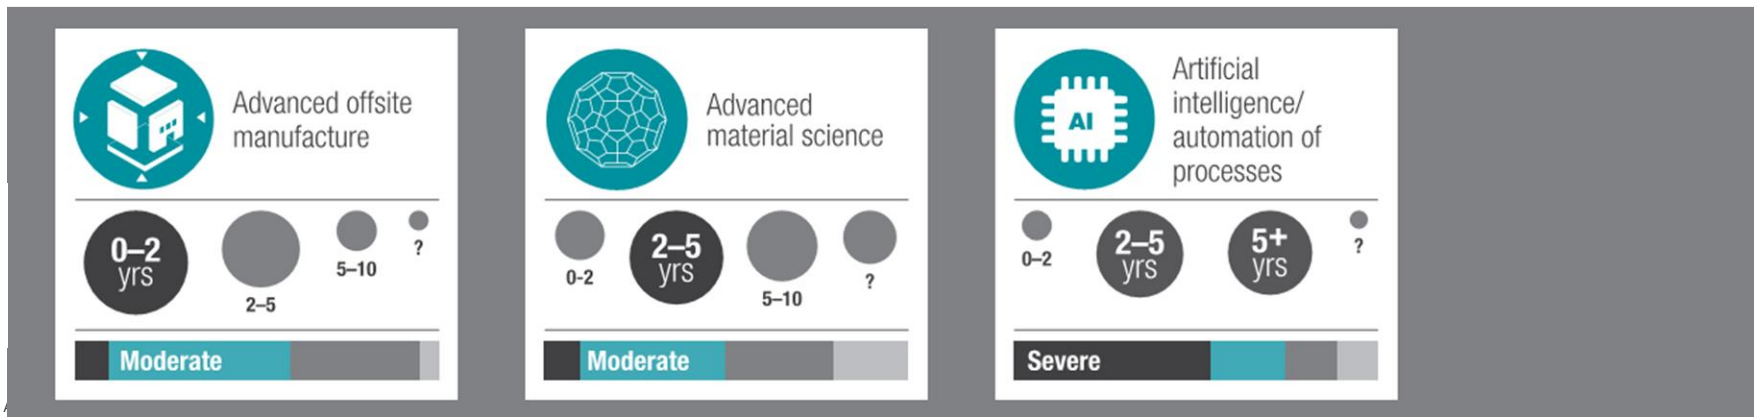 Advanced offsite
manufacture
0–2
yrs
2–5
5–10
?
Moderate
Advanced
material science
0-2
2–5
yrs
5–10
?
Moderate
AI
Artificial
intelligence/
automation of
processes
0–2
2–5
yrs
5+
yrs
?
Severe